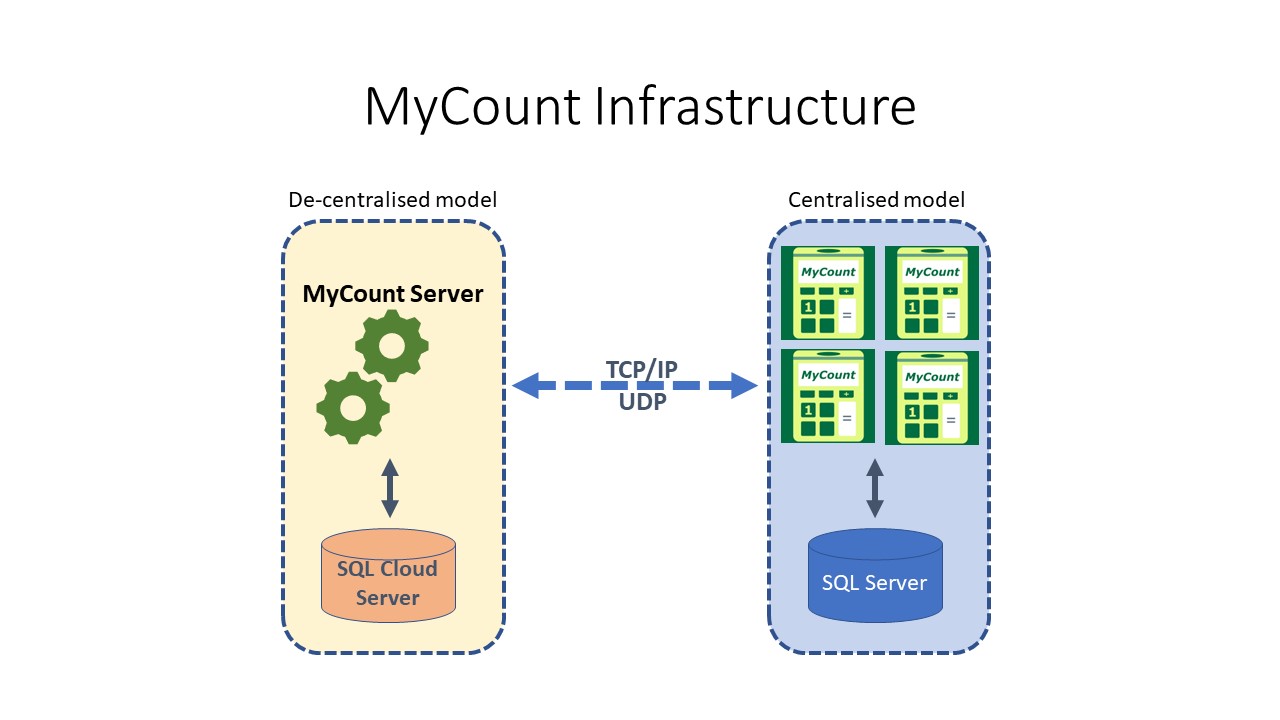 MyCount Infrastructure
De-centralised model
Centralised model
MyCount Server
MyCount
MyCount
+
+
1
=
1
=
TCP/IP
UDP
MyCount
MyCount
+
+
1
=
1
=
SQL Cloud
Server
SQL Server